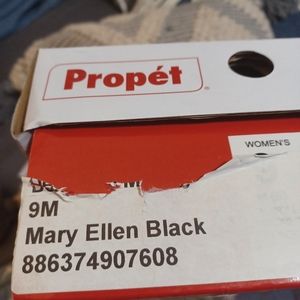 Propét
WOMEN'S
9M
Mary Ellen Black
886374907608